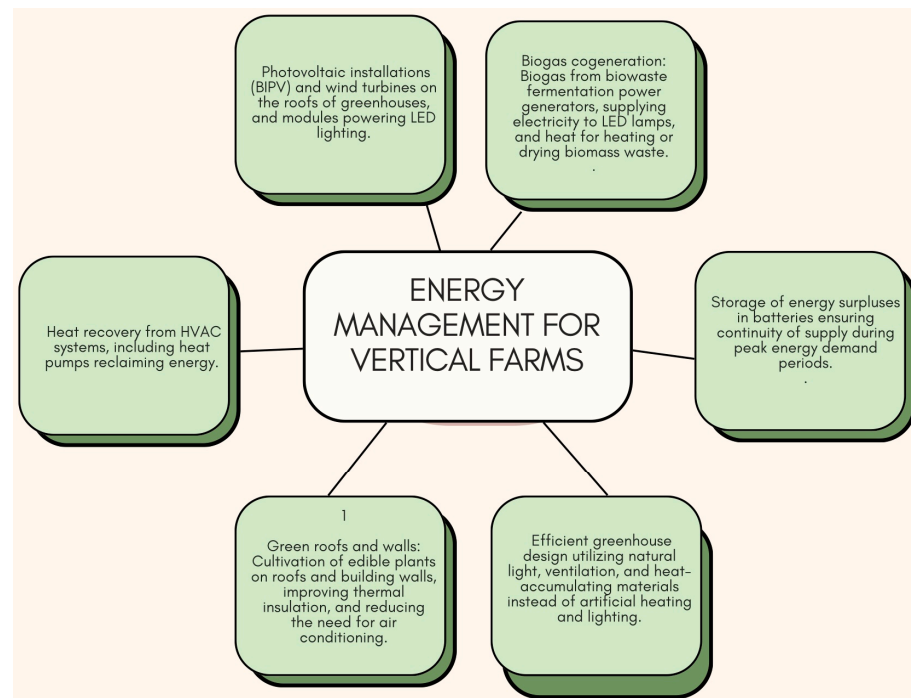 Photovoltaic installations
(BIPV) and wind turbines on
the roofs of greenhouses,
and modules powering LED
lighting.
Biogas cogeneration:
Biogas from biowaste
fermentation power
generators, supplying
electricity to LED lamps,
and heat for heating or
drying biomass waste.
.
ENERGY
MANAGEMENT FOR
VERTICAL FARMS
Heat recovery from HVAC
systems, including heat
pumps reclaiming energy.
Storage of energy surpluses
in batteries ensuring
continuity of supply during
peak energy demand
periods.
.
1
Green roofs and walls:
Cultivation of edible plants
on roofs and building walls,
improving thermal
insulation, and reducing
the need for air
conditioning.
Efficient greenhouse
design utilizing natural
light, ventilation, and heat-
accumulating materials
instead of artificial heating
and lighting.